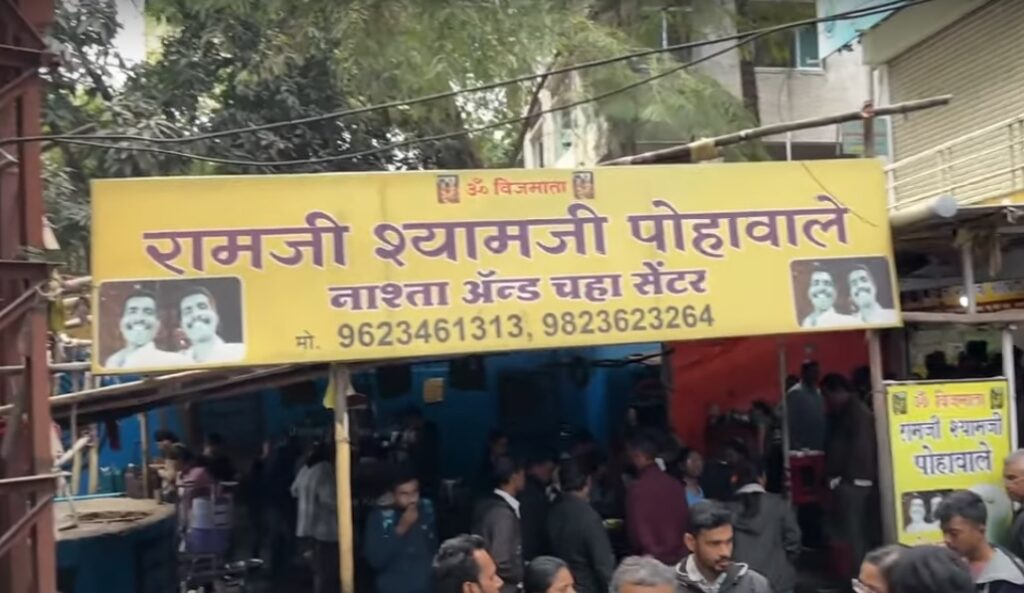 ॐ विजमाता
रामजी श्यामजी पोहावाले
नाश्ता ॲन्ड चहा सेंटर
मो. 9623461313, 9823623264
ॐ विजमाता
रामजी श्यामजी
पोहावाले